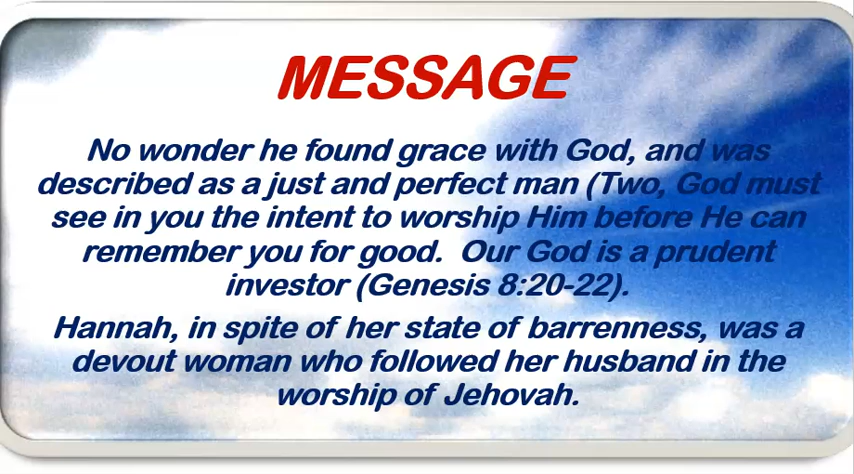 MESSAGE
No wonder he found grace with God, and was
described as a just and perfect man (Two, God must
see in you the intent to worship Him before He can
remember you for good.  Our God is a prudent
investor (Genesis 8:20-22).
Hannah, in spite of her state of barrenness, was a
devout woman who followed her husband in the
worship of Jehovah.